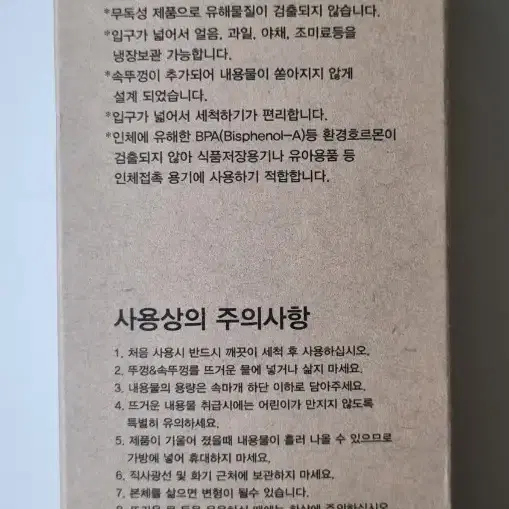 *무독성 제품으로 유해물질이 검출되지 않습니다.
*입구가 넓어서 얼음, 과일, 야채, 조미료등을
냉장보관 가능합니다.
*속뚜껑이 추가되어 내용물이 쏟아지지 않게
설계 되었습니다.
*입구가 넓어서 세척하기가 편리합니다.
*인체에 유해한 BPA(Bisphenol-A)등 환경호르몬이
검출되지 않아 식품저장용기나 유아용품 등
인체접촉 용기에 사용하기 적합합니다.
사용상의 주의사항
1. 처음 사용시 반드시 깨끗이 세척 후 사용하십시오.
2. 뚜껑&속뚜껑를 뜨거운 물에 넣거나 삶지 마세요.
3. 내용물의 용량은 속마개 하단 이하로 담아주세요.
4. 뜨거운 내용물 취급시에는 어린이가 만지지 않도록
특별히 유의하세요.
5. 제품이 기울어 졌을때 내용물이 흘러 나올 수 있으므로
가방에 넣어 휴대하지 마세요.
6. 직사광선 및 화기 근처에 보관하지 마세요.
7. 본체를 삶으면 변형이 될수 있습니다.